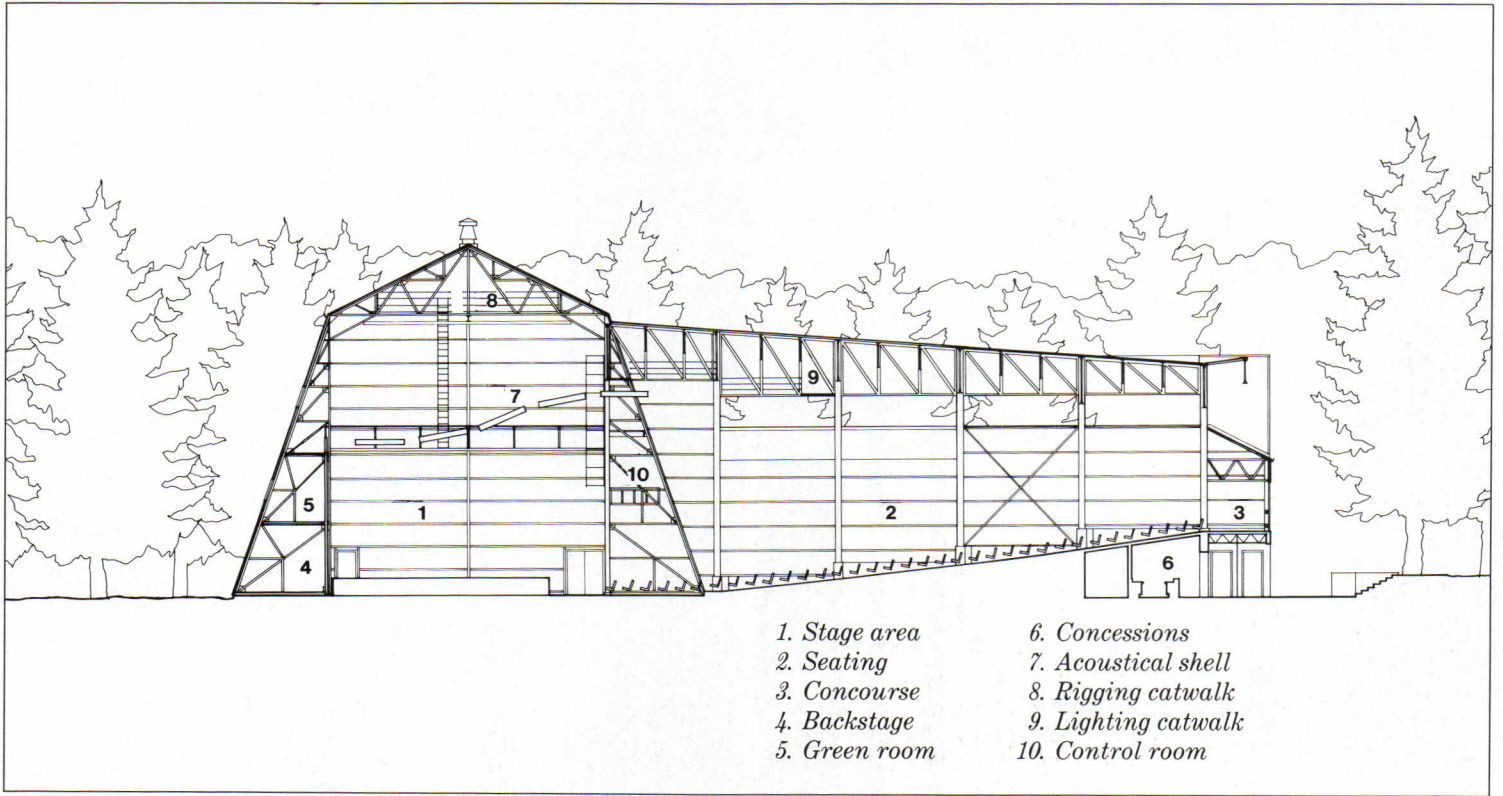 8
9
7
10
5
1
2
3
4
6
1. Stage area
2. Seating
3. Concourse
4. Backstage
5. Green room
6. Concessions
7. Acoustical shell
8. Rigging catwalk
9. Lighting catwalk
10. Control room